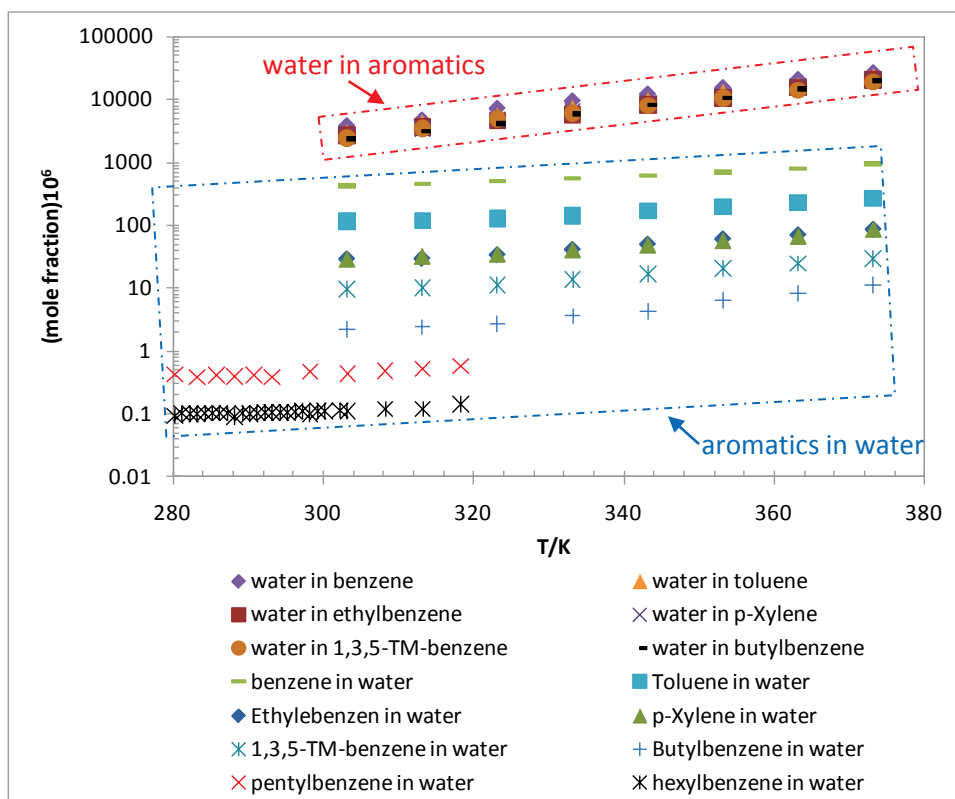 100000
water in aromatics
10000
1000
100
10
1
0.1
aromatics in water
0.01
(mole fraction)10⁶
280 300 320 340 360 380
T/K
water in benzene water in toluene
water in ethylbenzene water in p-Xylene
water in 1,3,5-TM-benzene water in butylbenzene
benzene in water Toluene in water
Ethylebenzen in water p-Xylene in water
1,3,5-TM-benzene in water Butylbenzene in water
pentylbenzene in water hexylbenzene in water